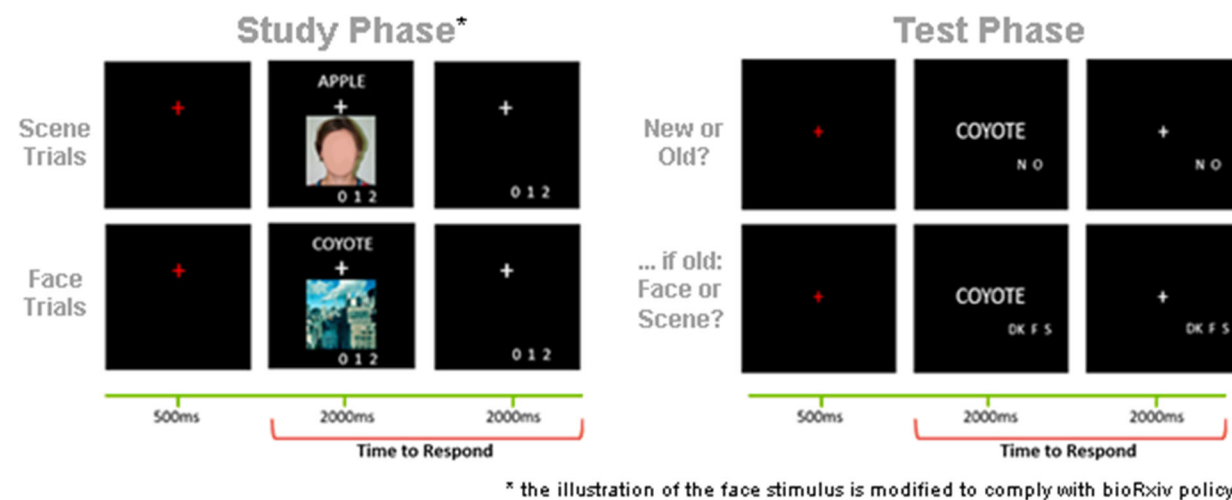 Study Phase*
Test Phase
Scene
Trials
APPLE
0 1 2
0 1 2
New or
Old?
COYOTE
N O
N O
Face
Trials
COYOTE
0 1 2
0 1 2
... if old:
Face or
Scene?
COYOTE
DK F S
DK F S
500ms
2000ms
2000ms
Time to Respond
500ms
2000ms
2000ms
Time to Respond
* the illustration of the face stimulus is modified to comply with bioRxiv policy